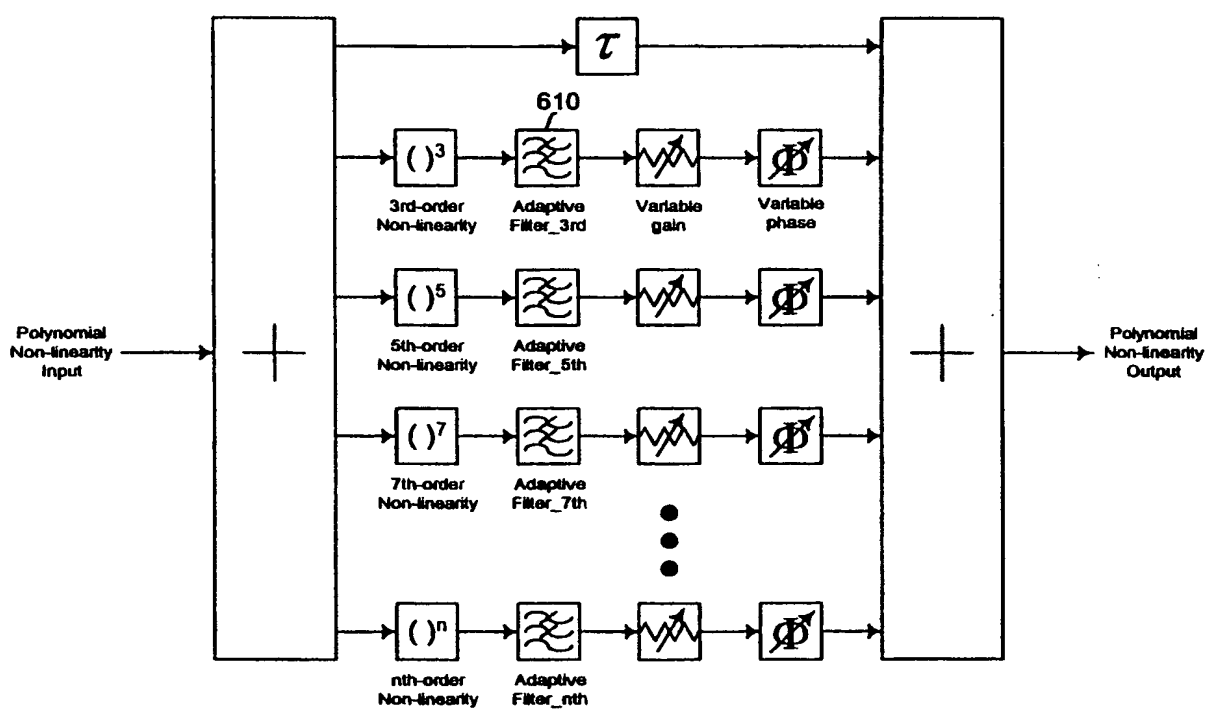 τ
610
( )³
Φ
3rd-order
Non-linearity
Adaptive
Filter_3rd
Variable
gain
Variable
phase
( )⁵
Φ
5th-order
Non-linearity
Adaptive
Filter_5th
Polynomial
Non-linearity
Input
+
+
Polynomial
Non-linearity
Output
( )⁷
Φ
7th-order
Non-linearity
Adaptive
Filter_7th
( )ⁿ
Φ
nth-order
Non-linearity
Adaptive
Filter_nth